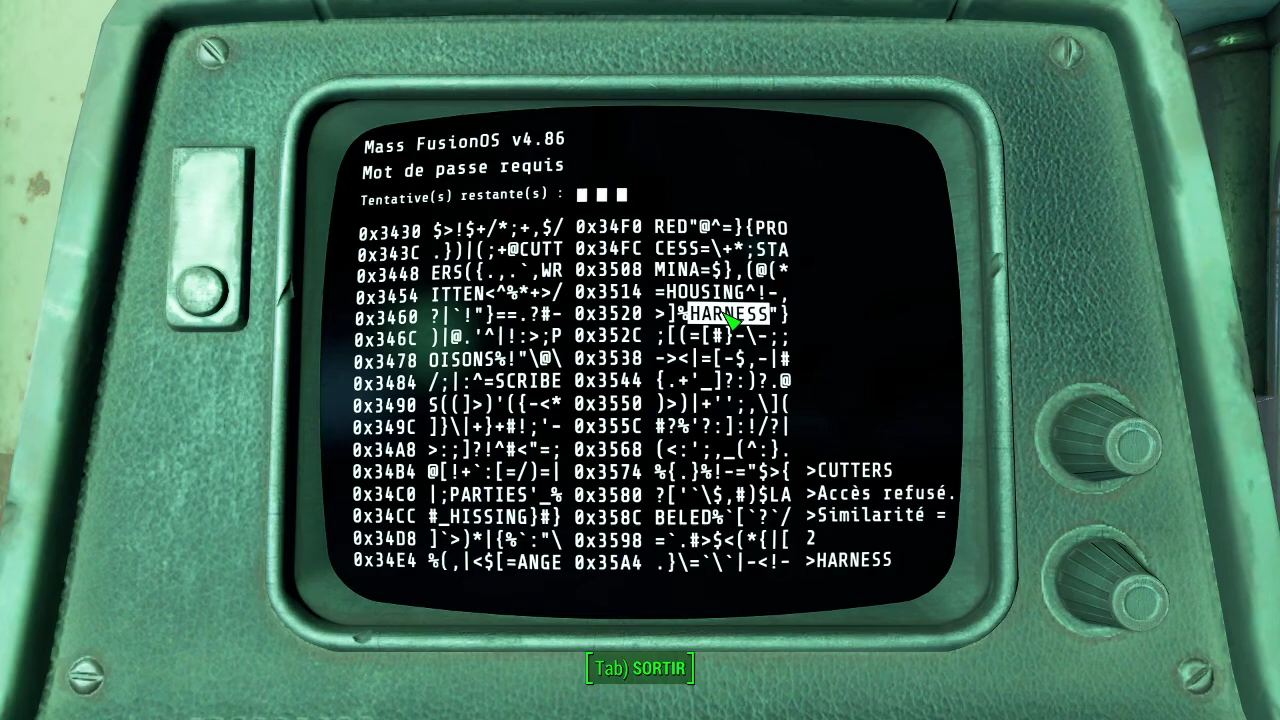 Mass FusionOS v4.86
Mot de passe requis
Tentative(s) restante(s) : ■ ■ ■
0x3430 $>!$+/*;+,$/ 0x34F0 RED"@^=}{PRO
0x343C .})|(;+@CUTT 0x34FC CESS=\+*;STA
0x3448 ERS({.,.`,WR 0x3508 MINA=$},(@(*
0x3454 ITTEN<^%*+>/ 0x3514 =HOUSING^!-,
0x3460 ?|`!"}==.?#- 0x3520 >]%HARNESS"}
0x346C )|@.'^|!:>;P 0x352C ;[(=[#}-\-;;
0x3478 OISONS%!"\@\ 0x3538 -><|=[-$,-|#
0x3484 /;|:^=SCRIBE 0x3544 {.+'_]?:)?.@
0x3490 S((]>)'({-<* 0x3550 )>)|+'';,\](
0x349C ]}\|+}+#!;'- 0x355C #?%'?:]:!/?|
0x34A8 >:;]?!^#<"=; 0x3568 (<:';,_(^:}.
0x34B4 @[!+`:[=/)=| 0x3574 %{.}%!-="$>{ >CUTTERS
0x34C0 |;PARTIES'_% 0x3580 ?['`\$,#)$LA >Accès refusé.
0x34CC #_HISSING}#} 0x358C BELED%`[`?`/ >Similarité =
0x34D8 ]`>)*|{%`:"\ 0x3598 =`.#>$<(*{|[ 2
0x34E4 %(,|<$[=ANGE 0x35A4 .}\=`\`|-<!- >HARNESS
Tab) SORTIR